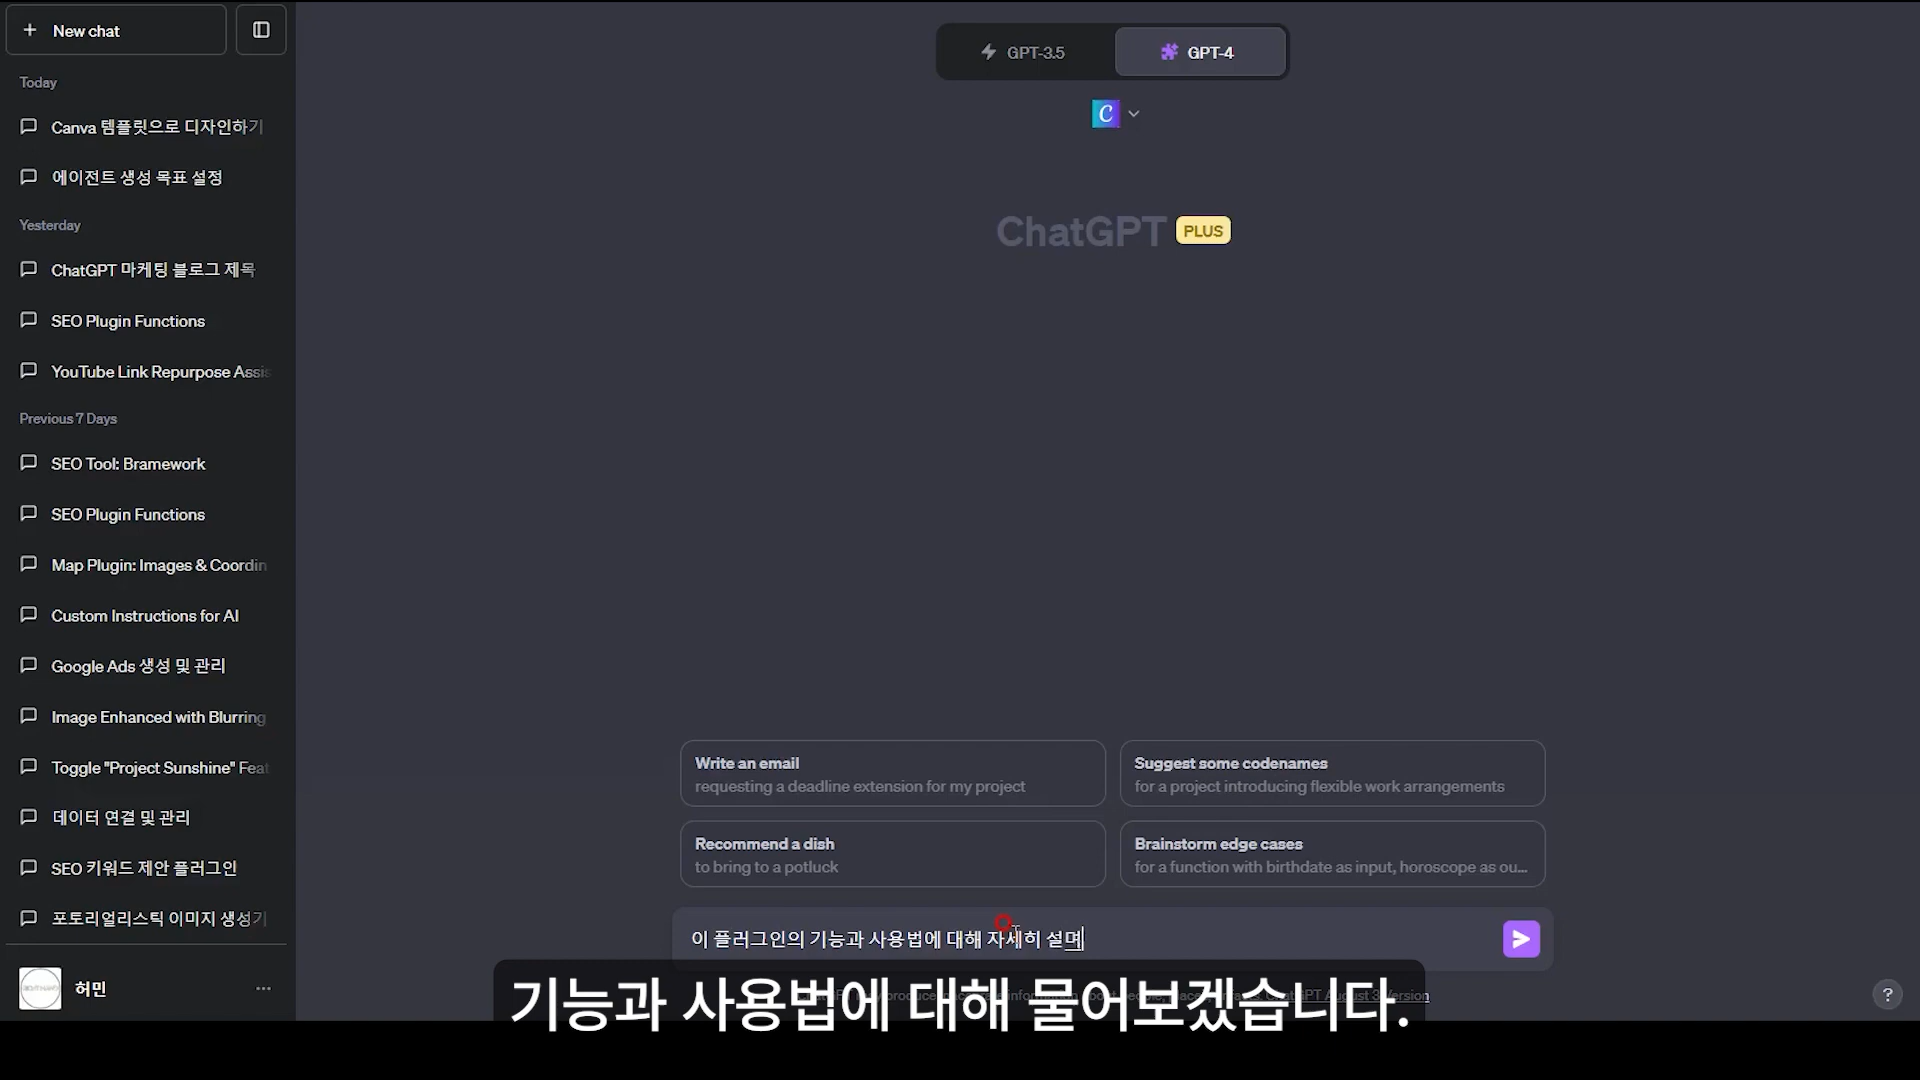 New chat
Today
Canva 템플릿으로 디자인하기
에이전트 생성 목표 설정
Yesterday
ChatGPT 마케팅 블로그 제목
SEO Plugin Functions
YouTube Link Repurpose Assis
Previous 7 Days
SEO Tool: Bramework
SEO Plugin Functions
Map Plugin: Images & Coordin
Custom Instructions for AI
Google Ads 생성 및 관리
Image Enhanced with Blurring
Toggle "Project Sunshine" Feat
데이터 연결 및 관리
SEO 키워드 제안 플러그인
포토리얼리스틱 이미지 생성기
허민
GPT-3.5
GPT-4
C
ChatGPT PLUS
Write an email
requesting a deadline extension for my project
Suggest some codenames
for a project introducing flexible work arrangements
Recommend a dish
to bring to a potluck
Brainstorm edge cases
for a function with birthdate as input, horoscope as ou...
이 플러그인의 기능과 사용법에 대해 자세히 설며
기능과 사용법에 대해 물어보겠습니다.
?